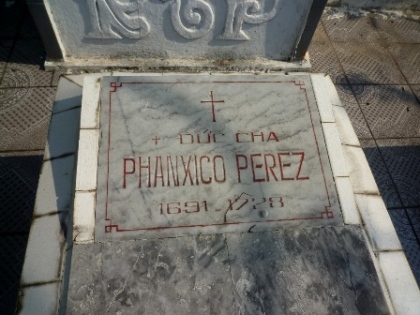 + ĐỨC CHA
PHANXICO PEREZ
1691 1728